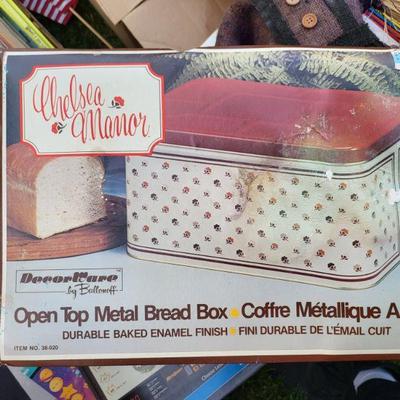 Chelsea
Manor
DecorWare
by Ballonoff
Open Top Metal Bread Box • Coffre Métallique A
DURABLE BAKED ENAMEL FINISH • FINI DURABLE DE L'ÉMAIL CUIT
ITEM NO. 38-920